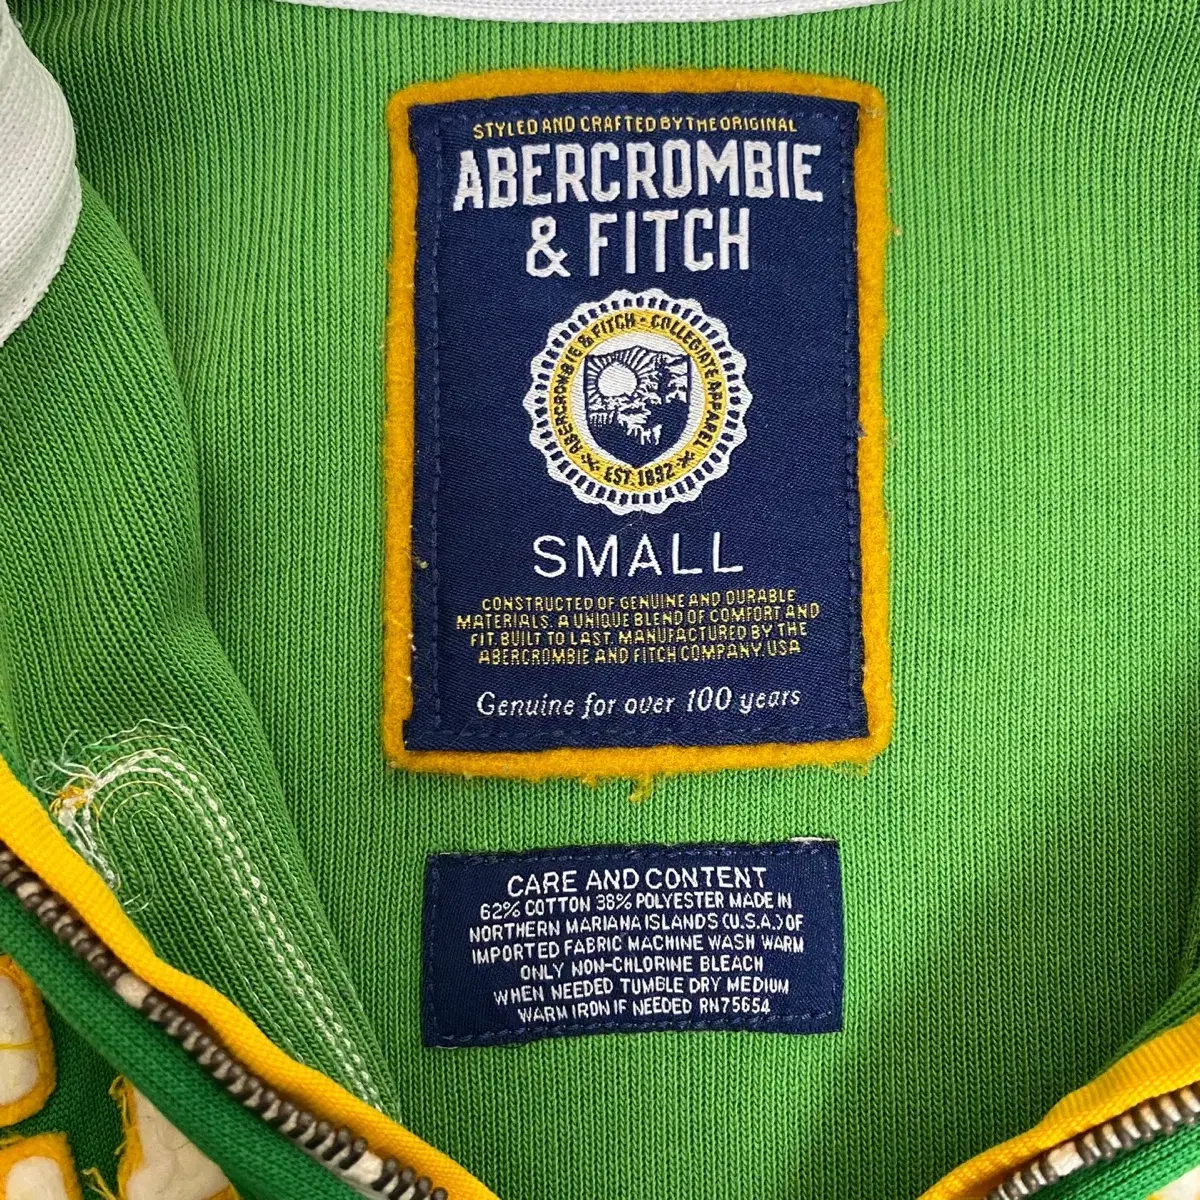 STYLED AND CRAFTED BY THE ORIGINAL
ABERCROMBIE
& FITCH
ABERCROMBIE & FITCH · COLLEGIATE APPAREL
EST. 1892
SMALL
CONSTRUCTED OF GENUINE AND DURABLE
MATERIALS. A UNIQUE BLEND OF COMFORT AND
FIT. BUILT TO LAST. MANUFACTURED BY THE
ABERCROMBIE AND FITCH COMPANY. USA
Genuine for over 100 years
CARE AND CONTENT
62% COTTON 38% POLYESTER MADE IN
NORTHERN MARIANA ISLANDS (U.S.A.) OF
IMPORTED FABRIC MACHINE WASH WARM
ONLY NON-CHLORINE BLEACH
WHEN NEEDED TUMBLE DRY MEDIUM
WARM IRON IF NEEDED RN75654